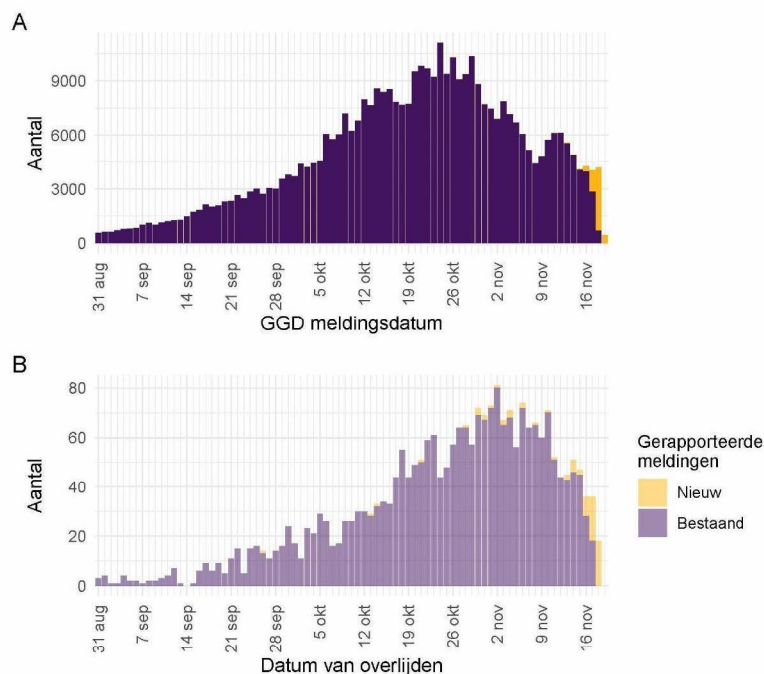 A
Aantal
9000
6000
3000
0
31 aug
7 sep
14 sep
21 sep
28 sep
5 okt
12 okt
19 okt
26 okt
2 nov
9 nov
16 nov
GGD meldingsdatum
B
Aantal
80
60
40
20
0
31 aug
7 sep
14 sep
21 sep
28 sep
5 okt
12 okt
19 okt
26 okt
2 nov
9 nov
16 nov
Datum van overlijden
Gerapporteerde
meldingen
Nieuw
Bestaand